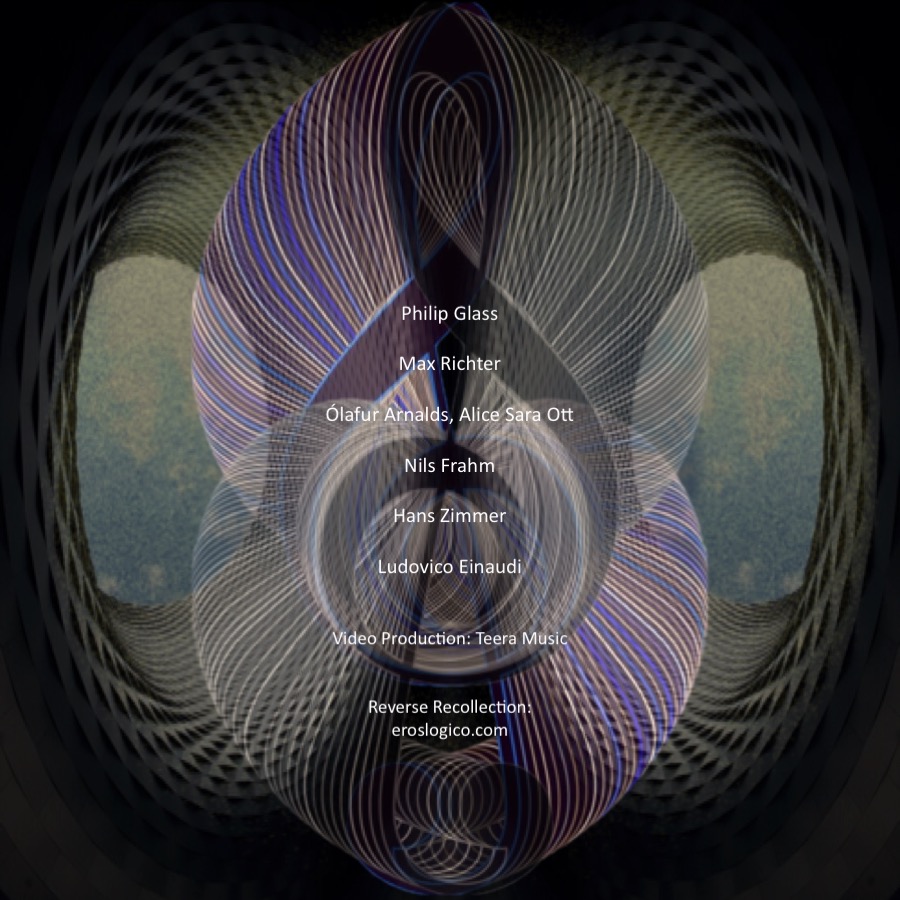 Philip Glass
Max Richter
Ólafur Arnalds, Alice Sara Ott
Nils Frahm
Hans Zimmer
Ludovico Einaudi
Video Production: Teera Music
Reverse Recollection:
eroslogico.com